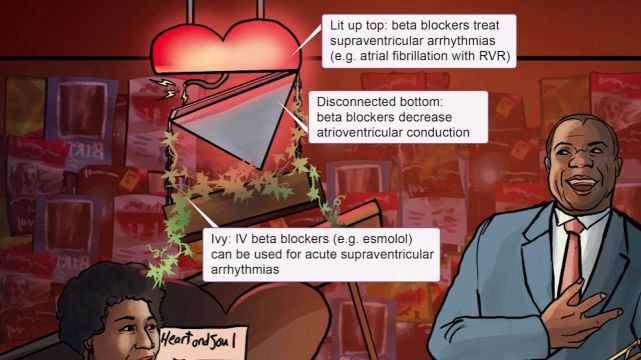 Lit up top: beta blockers treat
supraventricular arrhythmias
(e.g. atrial fibrillation with RVR)
Disconnected bottom:
beta blockers decrease
atrioventricular conduction
Ivy: IV beta blockers (e.g. esmolol)
can be used for acute supraventricular
arrhythmias
Heart and Soul